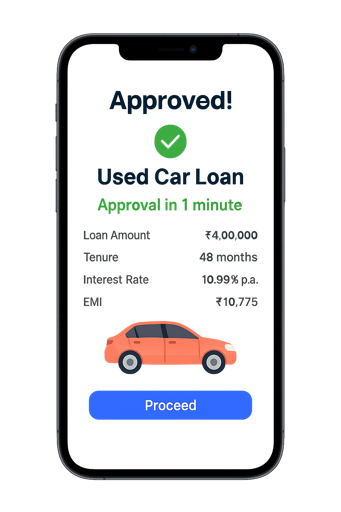 Approved!
Used Car Loan
Approval in 1 minute
Loan Amount ₹4,00,000
Tenure 48 months
Interest Rate 10.99% p.a.
EMI ₹10,775
Proceed